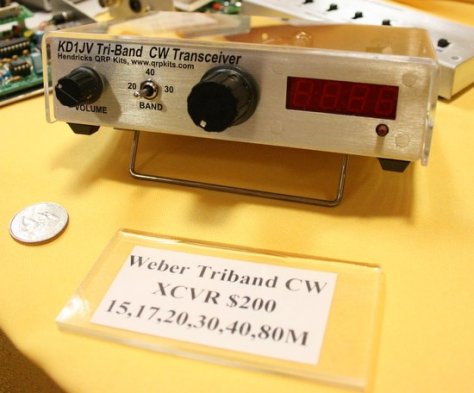 KD1JV Tri-Band CW Transceiver
Hendricks QRP Kits, www.qrpkits.com
40
20 30
VOLUME BAND
Weber Triband CW
XCVR $200
15,17,20,30,40,80M